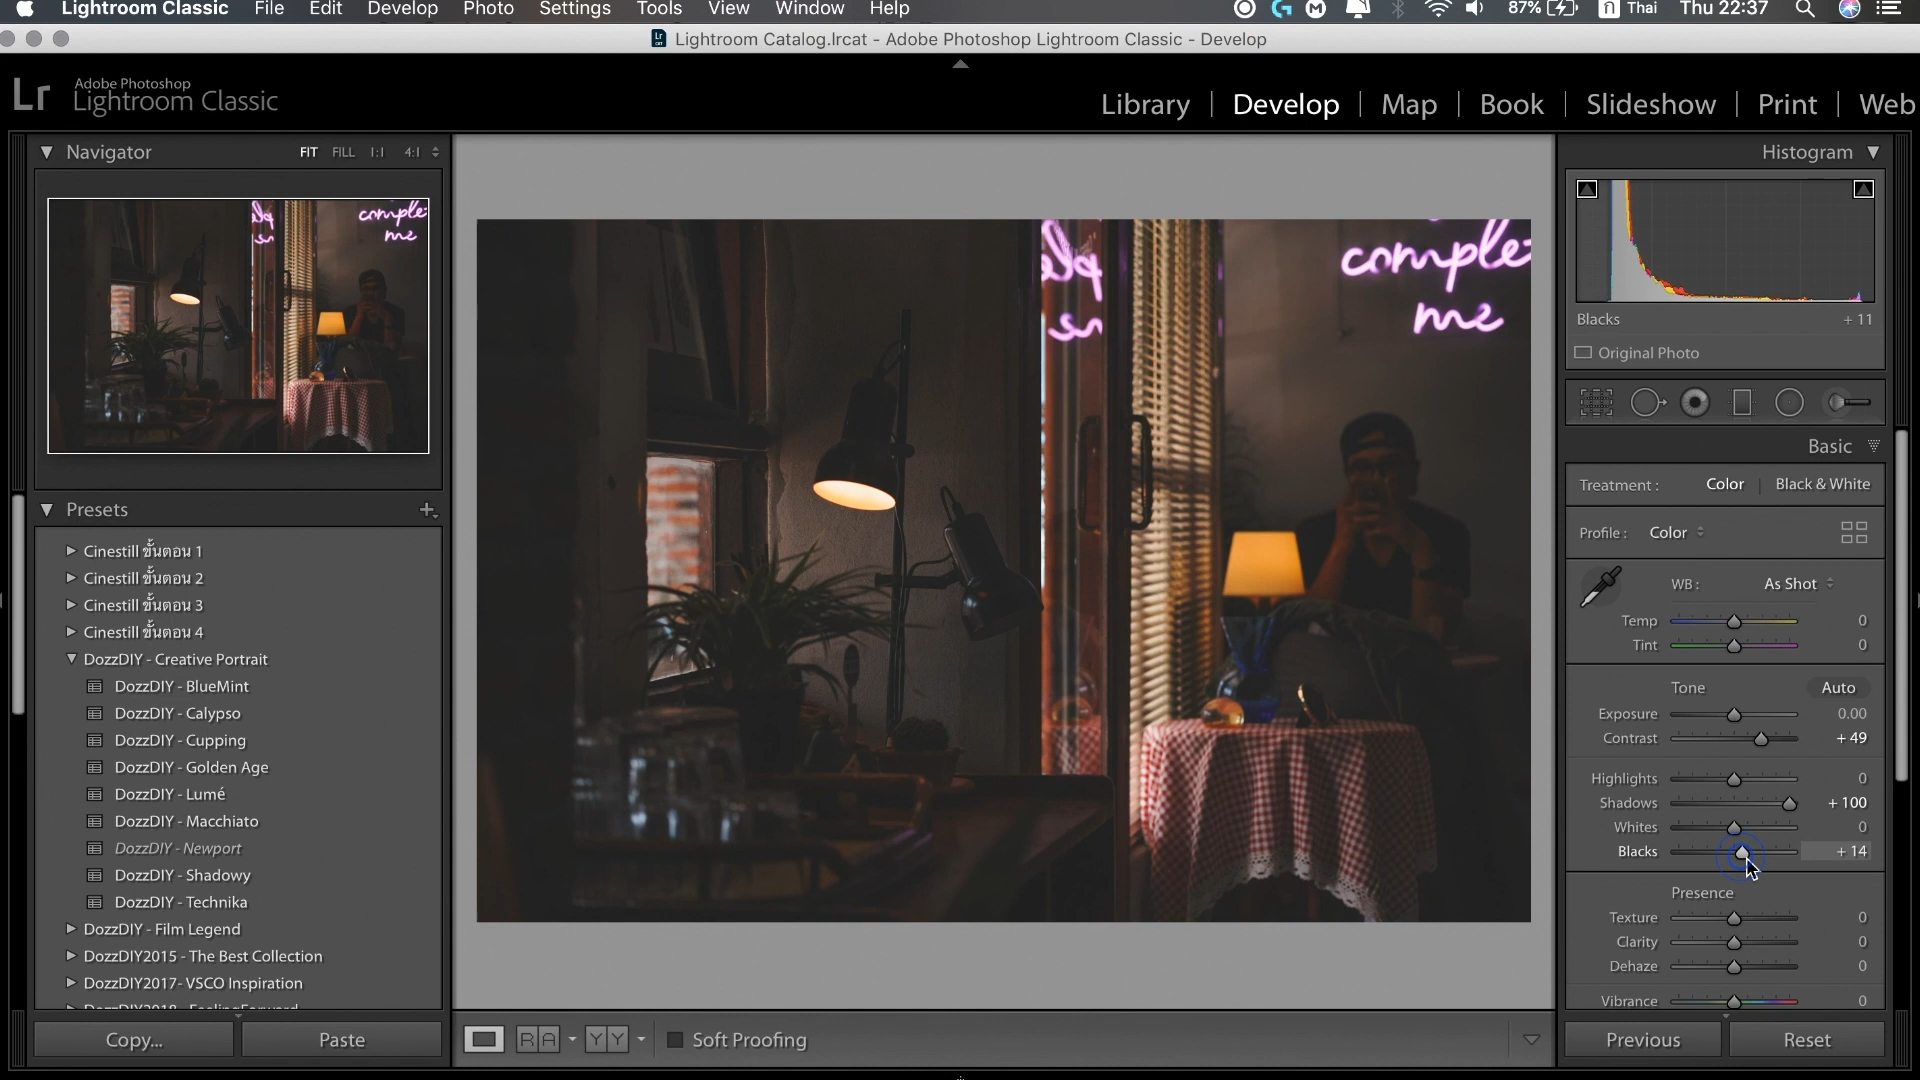 Lightroom Classic File Edit Develop Photo Settings Tools View Window Help 87% ก Thai Thu 22:37
Lightroom Catalog.lrcat - Adobe Photoshop Lightroom Classic - Develop
Lr Adobe Photoshop
Lightroom Classic
Library | Develop | Map | Book | Slideshow | Print | Web
Navigator FIT FILL 1:1 4:1
comple
me
Presets
Cinestill ขั้นตอน 1
Cinestill ขั้นตอน 2
Cinestill ขั้นตอน 3
Cinestill ขั้นตอน 4
DozzDIY - Creative Portrait
DozzDIY - BlueMint
DozzDIY - Calypso
DozzDIY - Cupping
DozzDIY - Golden Age
DozzDIY - Lumé
DozzDIY - Macchiato
DozzDIY - Newport
DozzDIY - Shadowy
DozzDIY - Technika
DozzDIY - Film Legend
DozzDIY2015 - The Best Collection
DozzDIY2017- VSCO Inspiration
Copy... Paste
comple
me
R A Y Y Soft Proofing
Histogram
Blacks + 11
Original Photo
Basic
Treatment : Color | Black & White
Profile : Color
WB : As Shot
Temp 0
Tint 0
Tone Auto
Exposure 0.00
Contrast + 49
Highlights 0
Shadows + 100
Whites 0
Blacks + 14
Presence
Texture 0
Clarity 0
Dehaze 0
Vibrance 0
Previous Reset